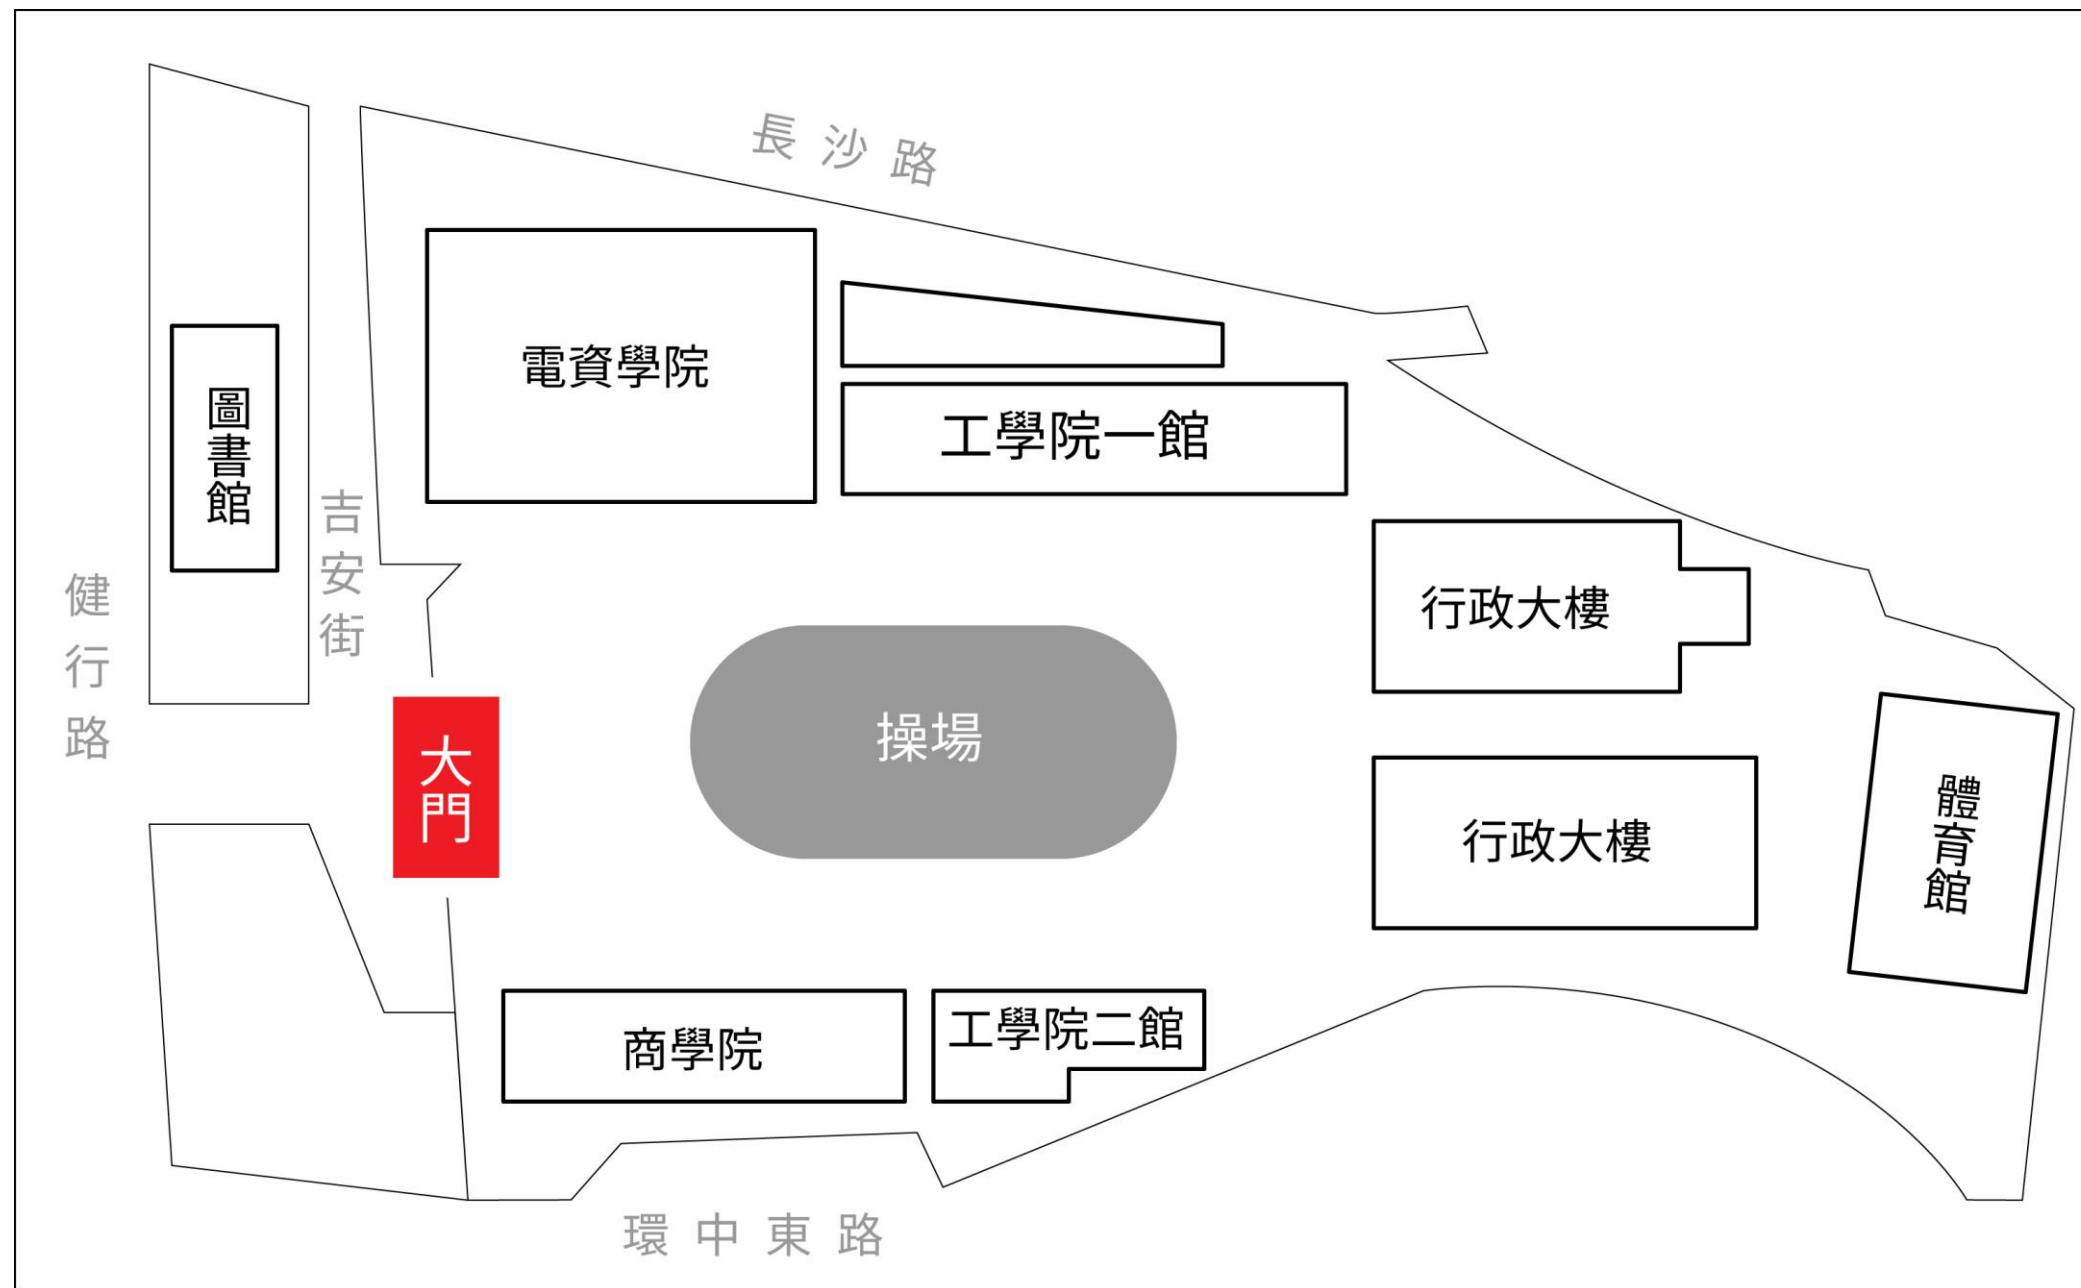 長沙路
電資學院
工學院一館
圖書館
吉安街
健行路
行政大樓
大門
操場
行政大樓
體育館
商學院
工學院二館
環中東路